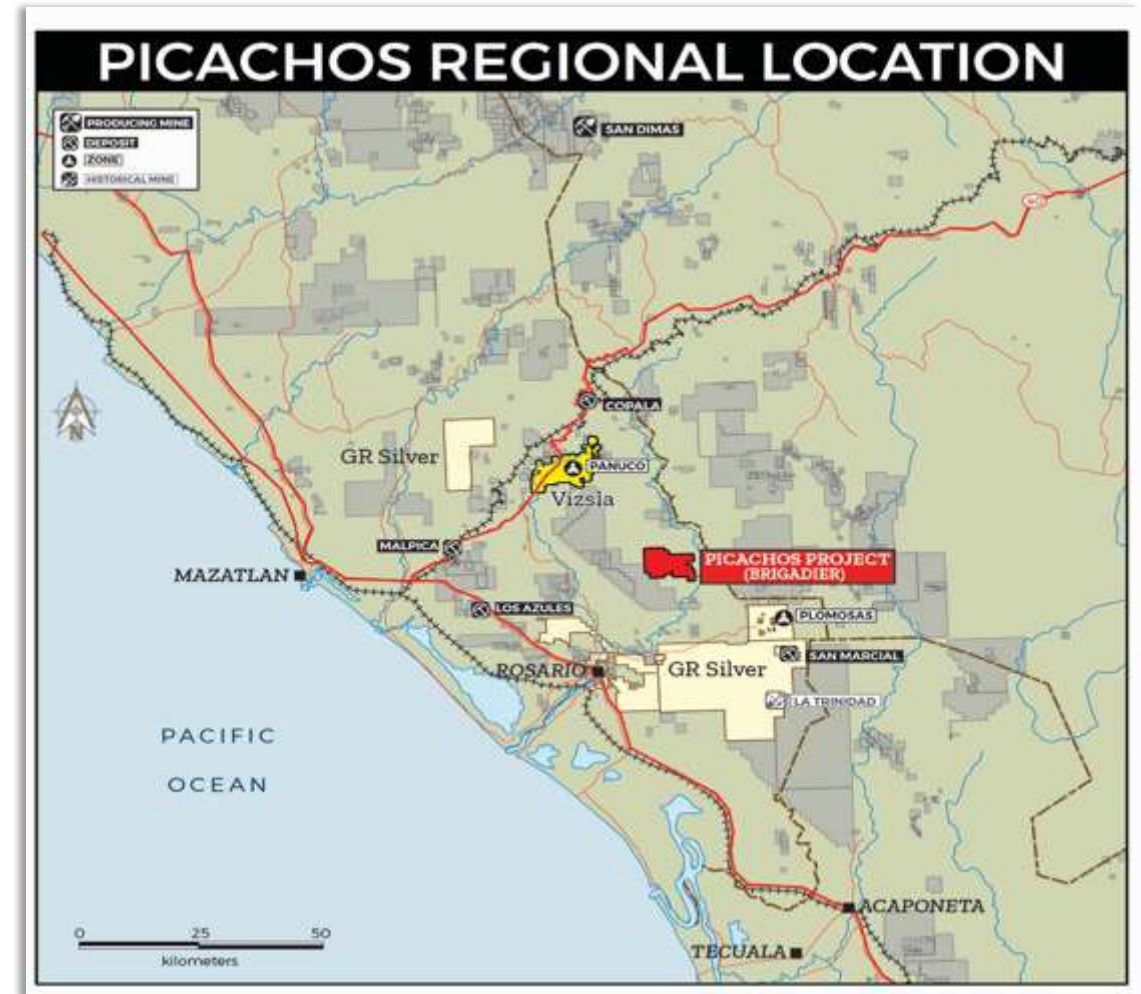 PICACHOS REGIONAL LOCATION
PRODUCING MINE
DEPOSIT
ZONE
HISTORICAL MINE
SAN DIMAS
COPALA
GR Silver
PANUCO
Vizsla
MALPICA
PICACHOS PROJECT
(BRIGADIER)
MAZATLAN
LOS AZULES
PLOMOSAS
SAN MARCIAL
ROSARIO
GR Silver
LA TRINIDAD
PACIFIC
OCEAN
N
ACAPONETA
TECUALA
0 25 50
kilometers